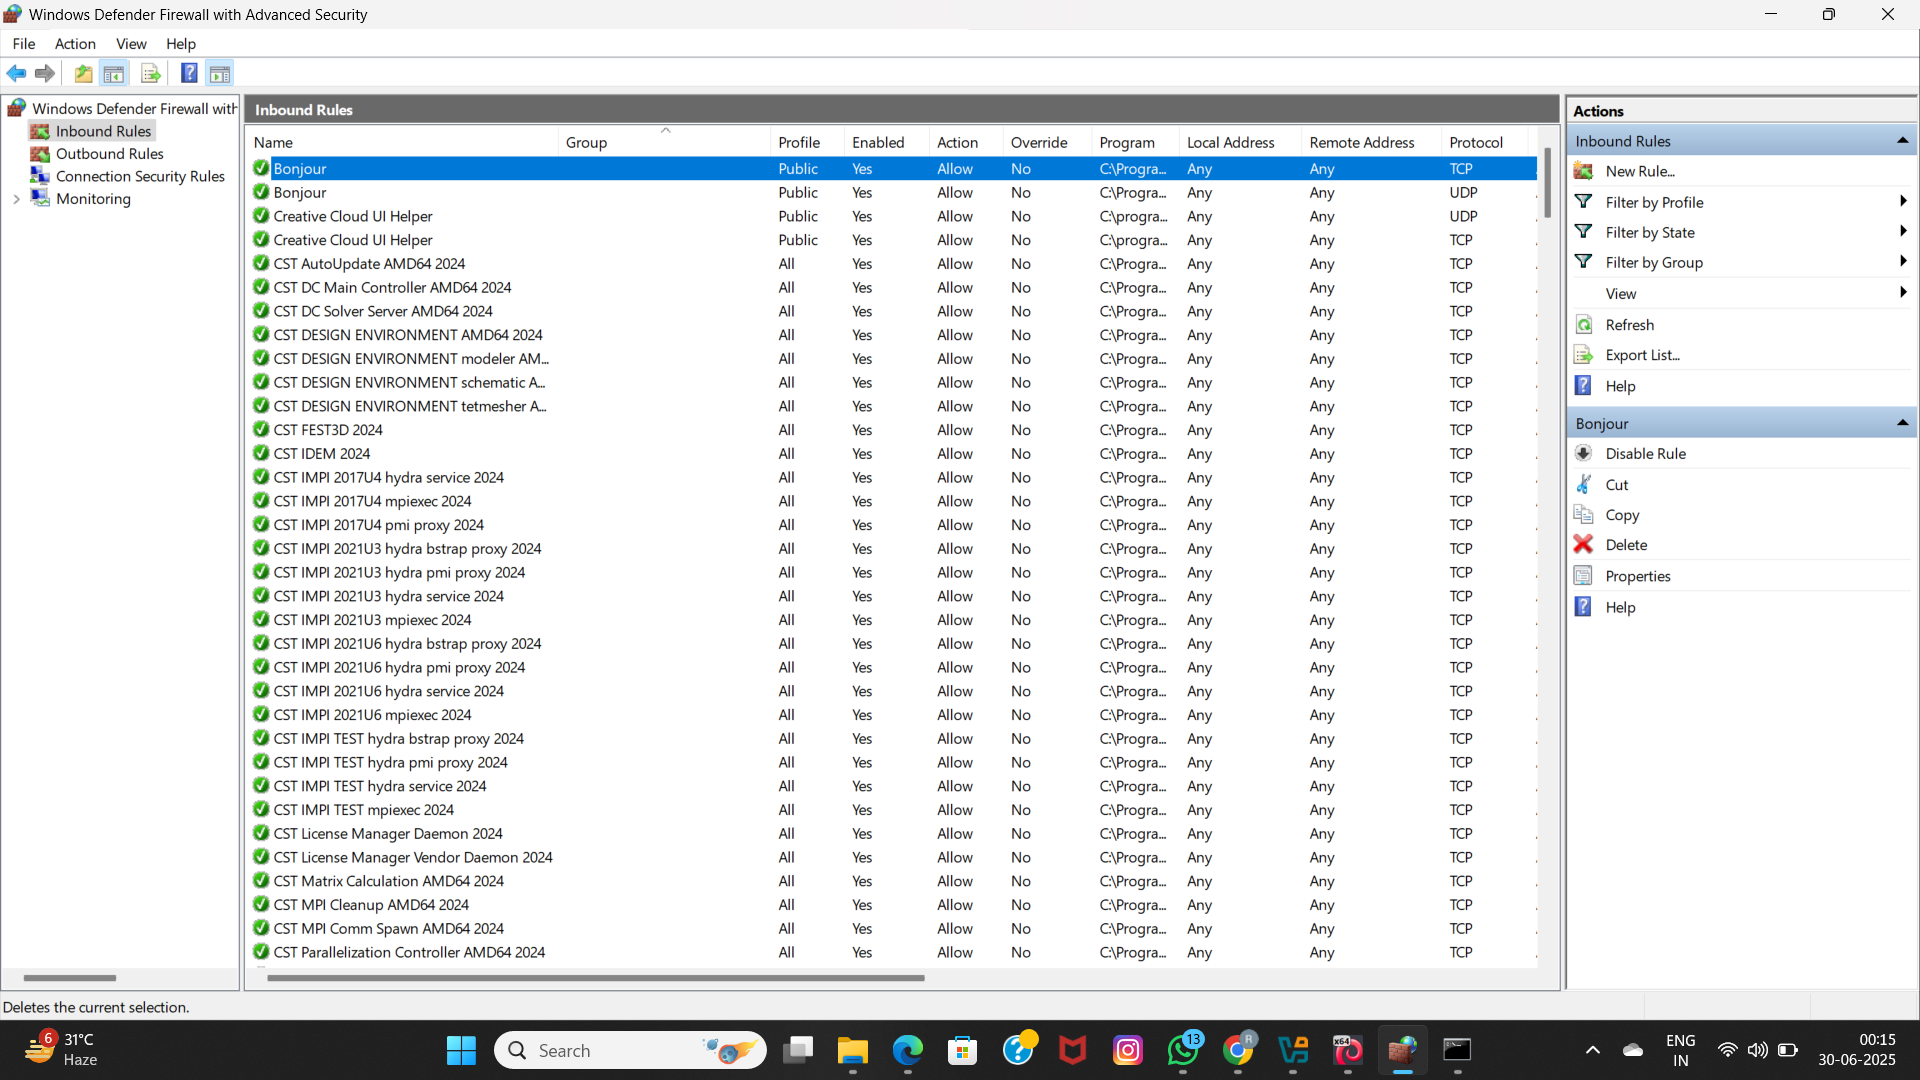 Windows Defender Firewall with Advanced Security
File Action View Help
Windows Defender Firewall with
Inbound Rules
Outbound Rules
Connection Security Rules
Monitoring
Inbound Rules
Name Group Profile Enabled Action Override Program Local Address Remote Address Protocol
Bonjour Public Yes Allow No C:\Progra... Any Any TCP
Bonjour Public Yes Allow No C:\Progra... Any Any UDP
Creative Cloud UI Helper Public Yes Allow No C:\progra... Any Any UDP
Creative Cloud UI Helper Public Yes Allow No C:\progra... Any Any TCP
CST AutoUpdate AMD64 2024 All Yes Allow No C:\Progra... Any Any TCP
CST DC Main Controller AMD64 2024 All Yes Allow No C:\Progra... Any Any TCP
CST DC Solver Server AMD64 2024 All Yes Allow No C:\Progra... Any Any TCP
CST DESIGN ENVIRONMENT AMD64 2024 All Yes Allow No C:\Progra... Any Any TCP
CST DESIGN ENVIRONMENT modeler AM... All Yes Allow No C:\Progra... Any Any TCP
CST DESIGN ENVIRONMENT schematic A... All Yes Allow No C:\Progra... Any Any TCP
CST DESIGN ENVIRONMENT tetmesher A... All Yes Allow No C:\Progra... Any Any TCP
CST FEST3D 2024 All Yes Allow No C:\Progra... Any Any TCP
CST IDEM 2024 All Yes Allow No C:\Progra... Any Any TCP
CST IMPI 2017U4 hydra service 2024 All Yes Allow No C:\Progra... Any Any TCP
CST IMPI 2017U4 mpiexec 2024 All Yes Allow No C:\Progra... Any Any TCP
CST IMPI 2017U4 pmi proxy 2024 All Yes Allow No C:\Progra... Any Any TCP
CST IMPI 2021U3 hydra bstrap proxy 2024 All Yes Allow No C:\Progra... Any Any TCP
CST IMPI 2021U3 hydra pmi proxy 2024 All Yes Allow No C:\Progra... Any Any TCP
CST IMPI 2021U3 hydra service 2024 All Yes Allow No C:\Progra... Any Any TCP
CST IMPI 2021U3 mpiexec 2024 All Yes Allow No C:\Progra... Any Any TCP
CST IMPI 2021U6 hydra bstrap proxy 2024 All Yes Allow No C:\Progra... Any Any TCP
CST IMPI 2021U6 hydra pmi proxy 2024 All Yes Allow No C:\Progra... Any Any TCP
CST IMPI 2021U6 hydra service 2024 All Yes Allow No C:\Progra... Any Any TCP
CST IMPI 2021U6 mpiexec 2024 All Yes Allow No C:\Progra... Any Any TCP
CST IMPI TEST hydra bstrap proxy 2024 All Yes Allow No C:\Progra... Any Any TCP
CST IMPI TEST hydra pmi proxy 2024 All Yes Allow No C:\Progra... Any Any TCP
CST IMPI TEST hydra service 2024 All Yes Allow No C:\Progra... Any Any TCP
CST IMPI TEST mpiexec 2024 All Yes Allow No C:\Progra... Any Any TCP
CST License Manager Daemon 2024 All Yes Allow No C:\Progra... Any Any TCP
CST License Manager Vendor Daemon 2024 All Yes Allow No C:\Progra... Any Any TCP
CST Matrix Calculation AMD64 2024 All Yes Allow No C:\Progra... Any Any TCP
CST MPI Cleanup AMD64 2024 All Yes Allow No C:\Progra... Any Any TCP
CST MPI Comm Spawn AMD64 2024 All Yes Allow No C:\Progra... Any Any TCP
CST Parallelization Controller AMD64 2024 All Yes Allow No C:\Progra... Any Any TCP
Actions
Inbound Rules
New Rule...
Filter by Profile
Filter by State
Filter by Group
View
Refresh
Export List...
Help
Bonjour
Disable Rule
Cut
Copy
Delete
Properties
Help
Deletes the current selection.
6
31°C
Haze
Search
13
R
x64
ENG
IN
00:15
30-06-2025